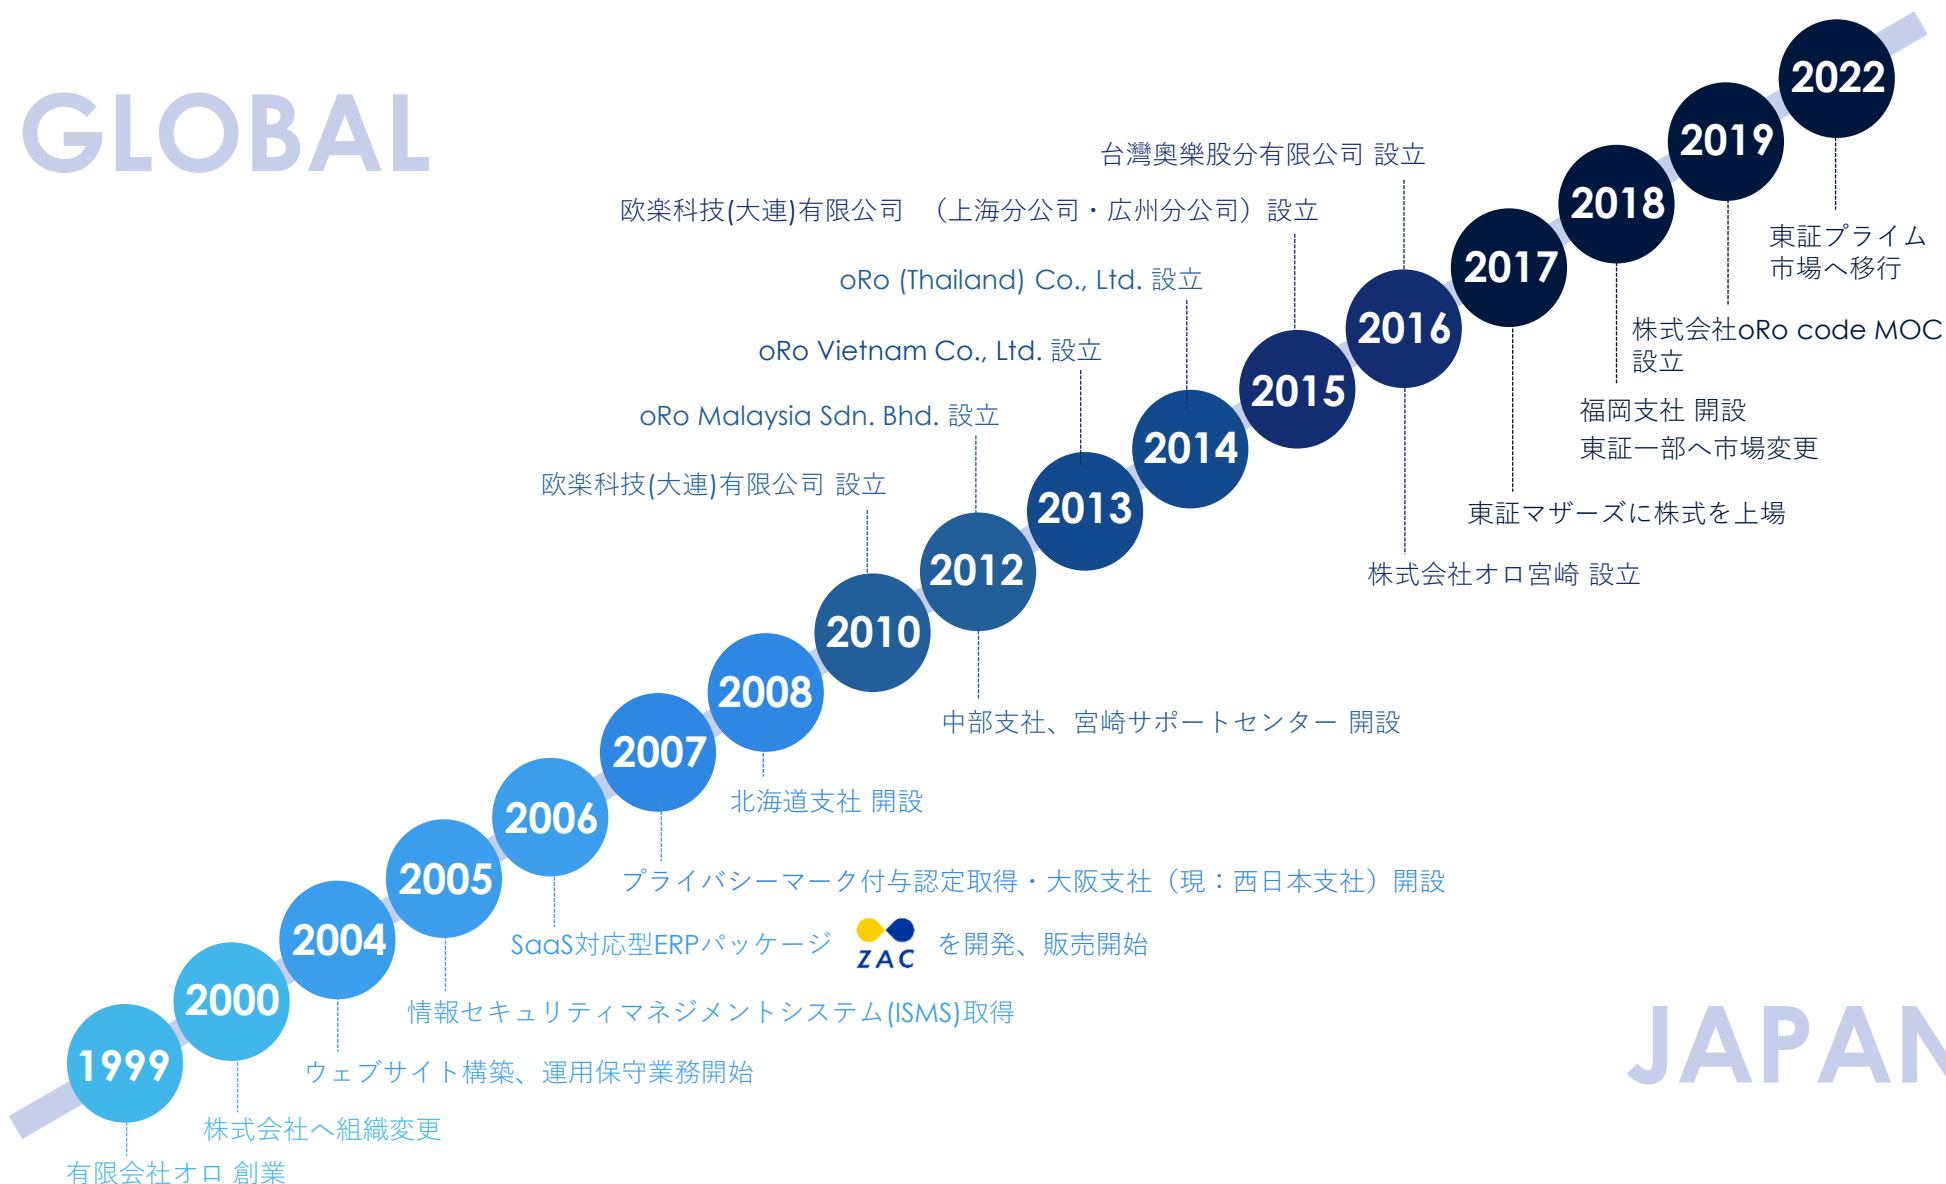 GLOBAL
2022
2019
台灣奧樂股分有限公司 設立
2018
欧楽科技(大連)有限公司 （上海分公司・広州分公司）設立
東証プライム
市場へ移行
2017
oRo (Thailand) Co., Ltd. 設立
2016
株式会社oRo code MOC
設立
oRo Vietnam Co., Ltd. 設立
2015
福岡支社 開設
東証一部へ市場変更
oRo Malaysia Sdn. Bhd. 設立
2014
欧楽科技(大連)有限公司 設立
2013
東証マザーズに株式を上場
2012
株式会社オロ宮崎 設立
2010
2008
中部支社、宮崎サポートセンター 開設
2007
北海道支社 開設
2006
2005
プライバシーマーク付与認定取得・大阪支社（現：西日本支社）開設
2004
SaaS対応型ERPパッケージ ZAC を開発、販売開始
2000
情報セキュリティマネジメントシステム(ISMS)取得
JAPAN
1999
ウェブサイト構築、運用保守業務開始
株式会社へ組織変更
有限会社オロ 創業